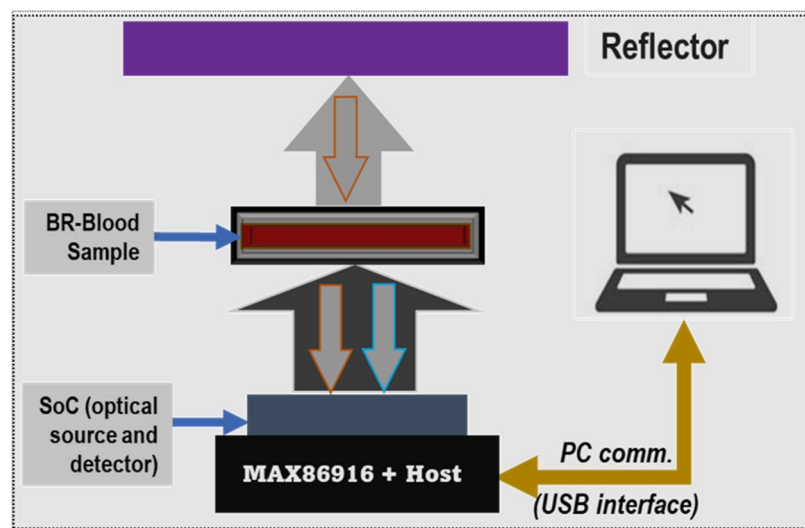 Reflector
BR-Blood
Sample
SoC (optical
source and
detector)
MAX86916 + Host
PC comm.
(USB interface)